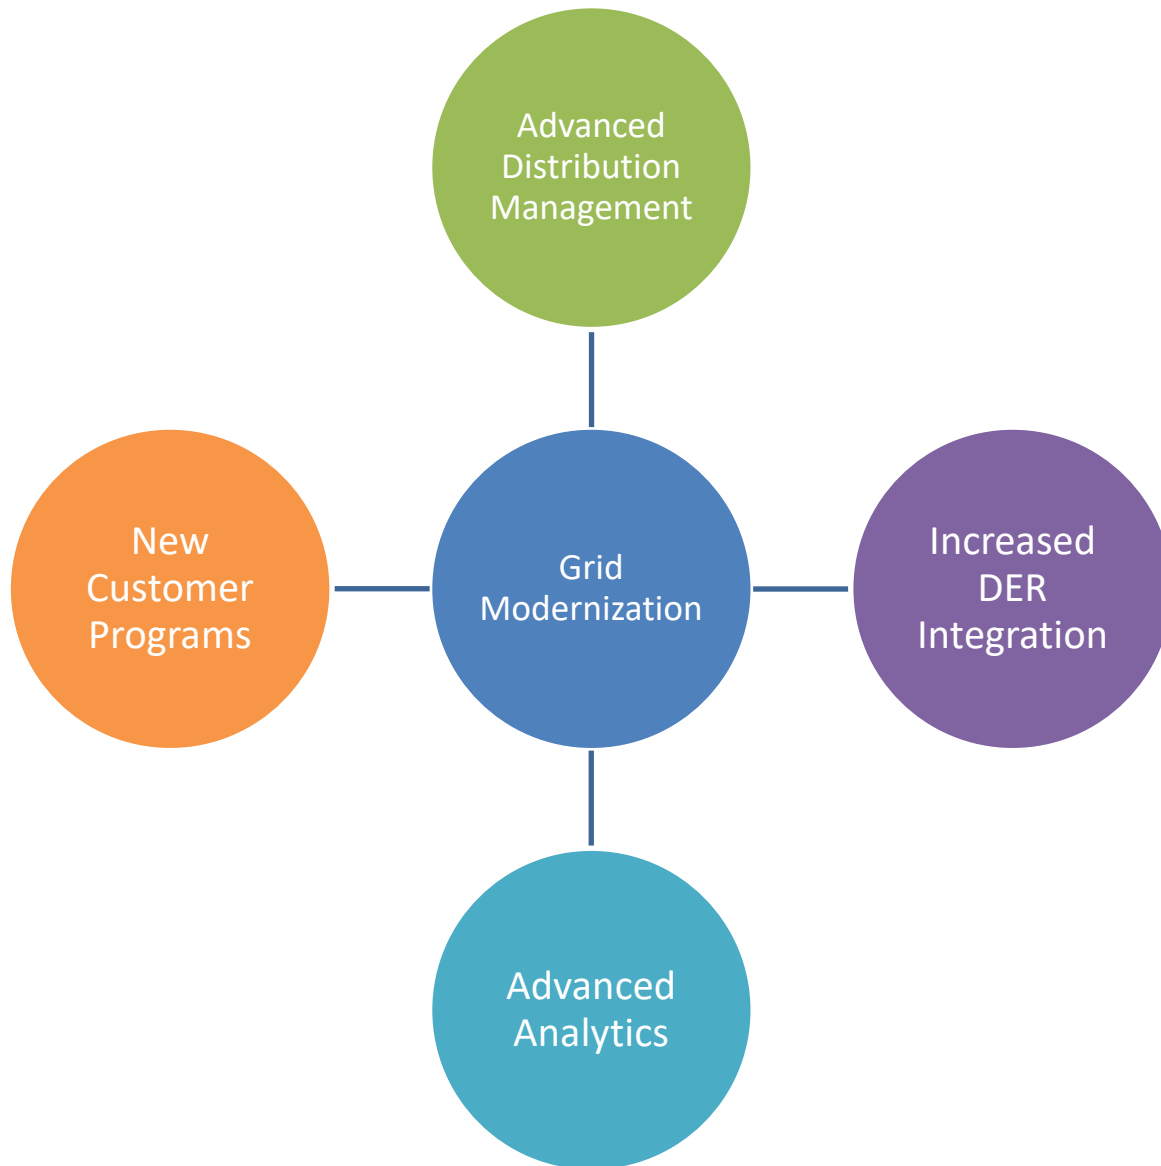 Advanced
Distribution
Management
New
Customer
Programs
Grid
Modernization
Increased
DER
Integration
Advanced
Analytics